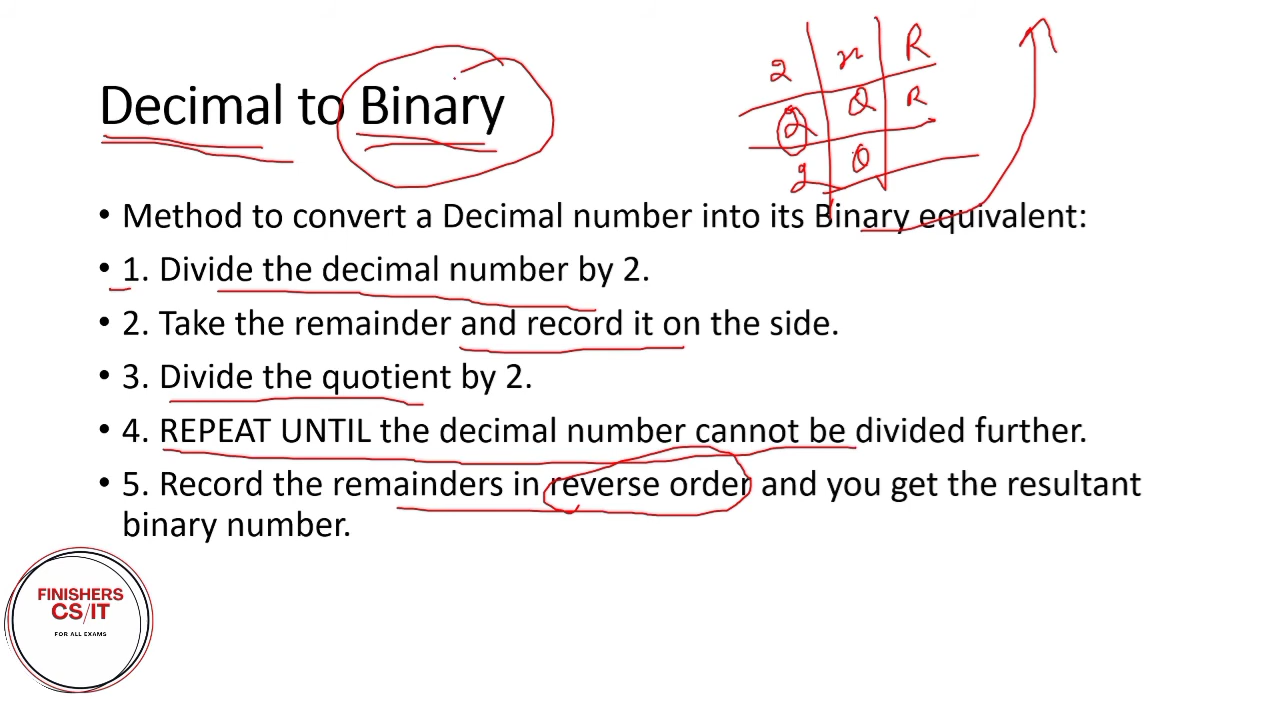 Decimal to Binary
2 n R
2 Q R
2 Q
• Method to convert a Decimal number into its Binary equivalent:
• 1. Divide the decimal number by 2.
• 2. Take the remainder and record it on the side.
• 3. Divide the quotient by 2.
• 4. REPEAT UNTIL the decimal number cannot be divided further.
• 5. Record the remainders in reverse order and you get the resultant
binary number.
FINISHERS
CS/IT
FOR ALL EXAMS